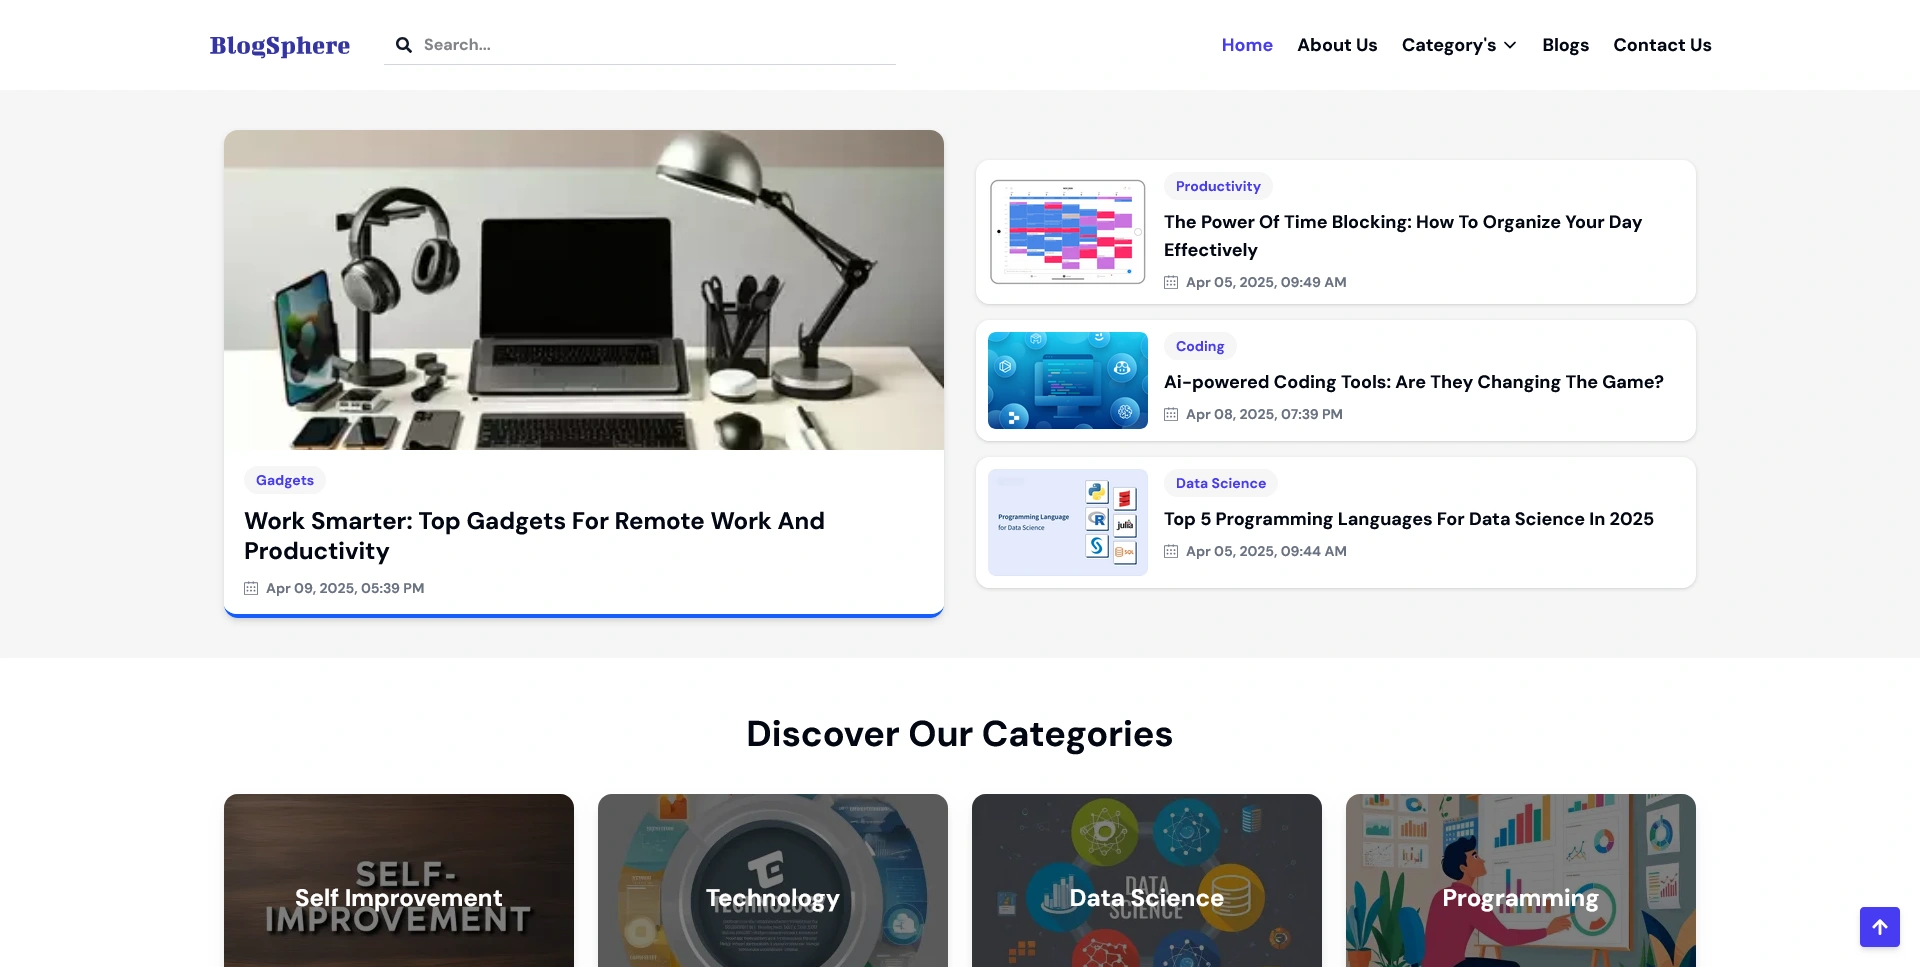 BlogSphere
Search...
Home
About Us
Category's
Blogs
Contact Us
Gadgets
Work Smarter: Top Gadgets For Remote Work And
Productivity
Apr 09, 2025, 05:39 PM
Productivity
The Power Of Time Blocking: How To Organize Your Day
Effectively
Apr 05, 2025, 09:49 AM
Coding
Ai-powered Coding Tools: Are They Changing The Game?
Apr 08, 2025, 07:39 PM
Programming Language
for Data Science
R
julia
SQL
Data Science
Top 5 Programming Languages For Data Science In 2025
Apr 05, 2025, 09:44 AM
Discover Our Categories
SELF-
IMPROVEMENT
Self Improvement
TECHNOLOGY
Technology
DATA
SCIENCE
Data Science
Programming